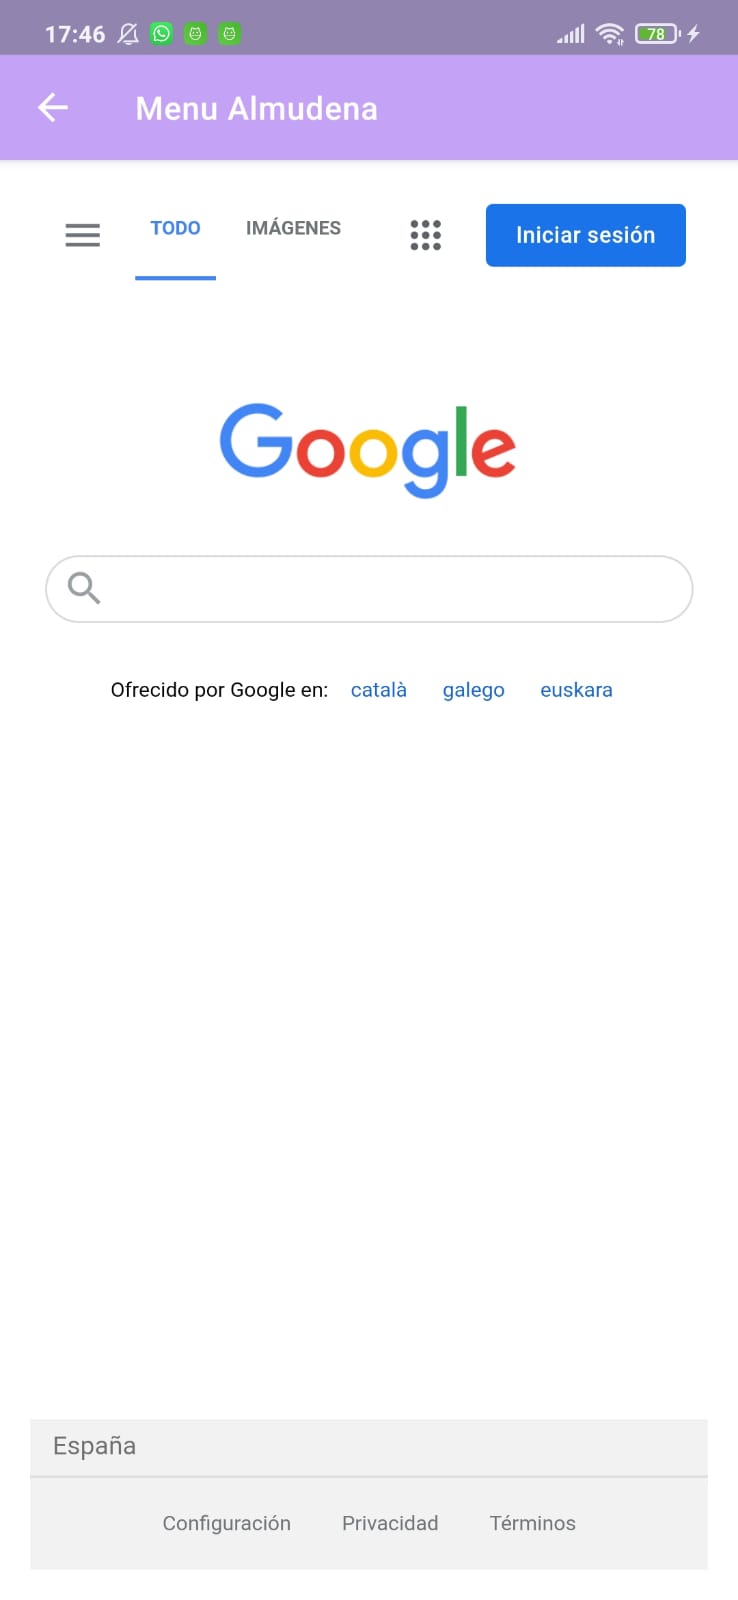 17:46 78
Menu Almudena
TODO IMÁGENES Iniciar sesión
Google
Ofrecido por Google en: català galego euskara
España
Configuración Privacidad Términos